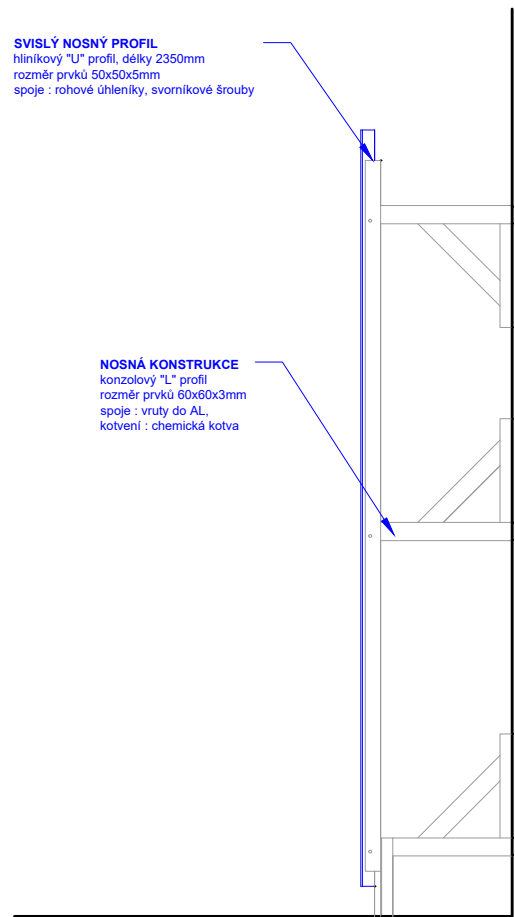 SVISLÝ NOSNÝ PROFIL
hliníkový "U" profil, délky 2350mm
rozměr prvků 50x50x5mm
spoje : rohové úhleníky, svorníkové šrouby
NOSNÁ KONSTRUKCE
konzolový "L" profil
rozměr prvků 60x60x3mm
spoje : vruty do AL,
kotvení : chemická kotva